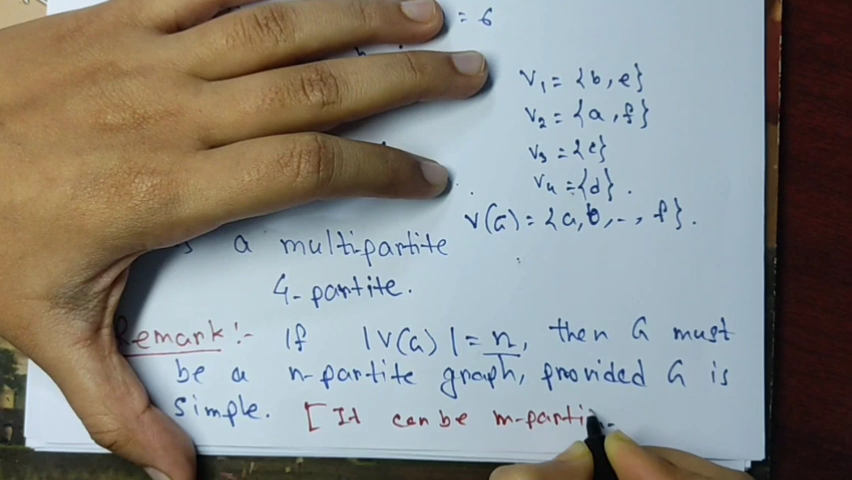 = 6
V₁ = {b, e}
V₂ = {a, f}
V₃ = {c}
V₄ = {d}.
V(G) = {a, b, .., f}.
a multipartite
4-partite.
Remark :- If |V(G)| = n, then G must
be a n-partite graph, provided G is
simple. [It can be m-parti